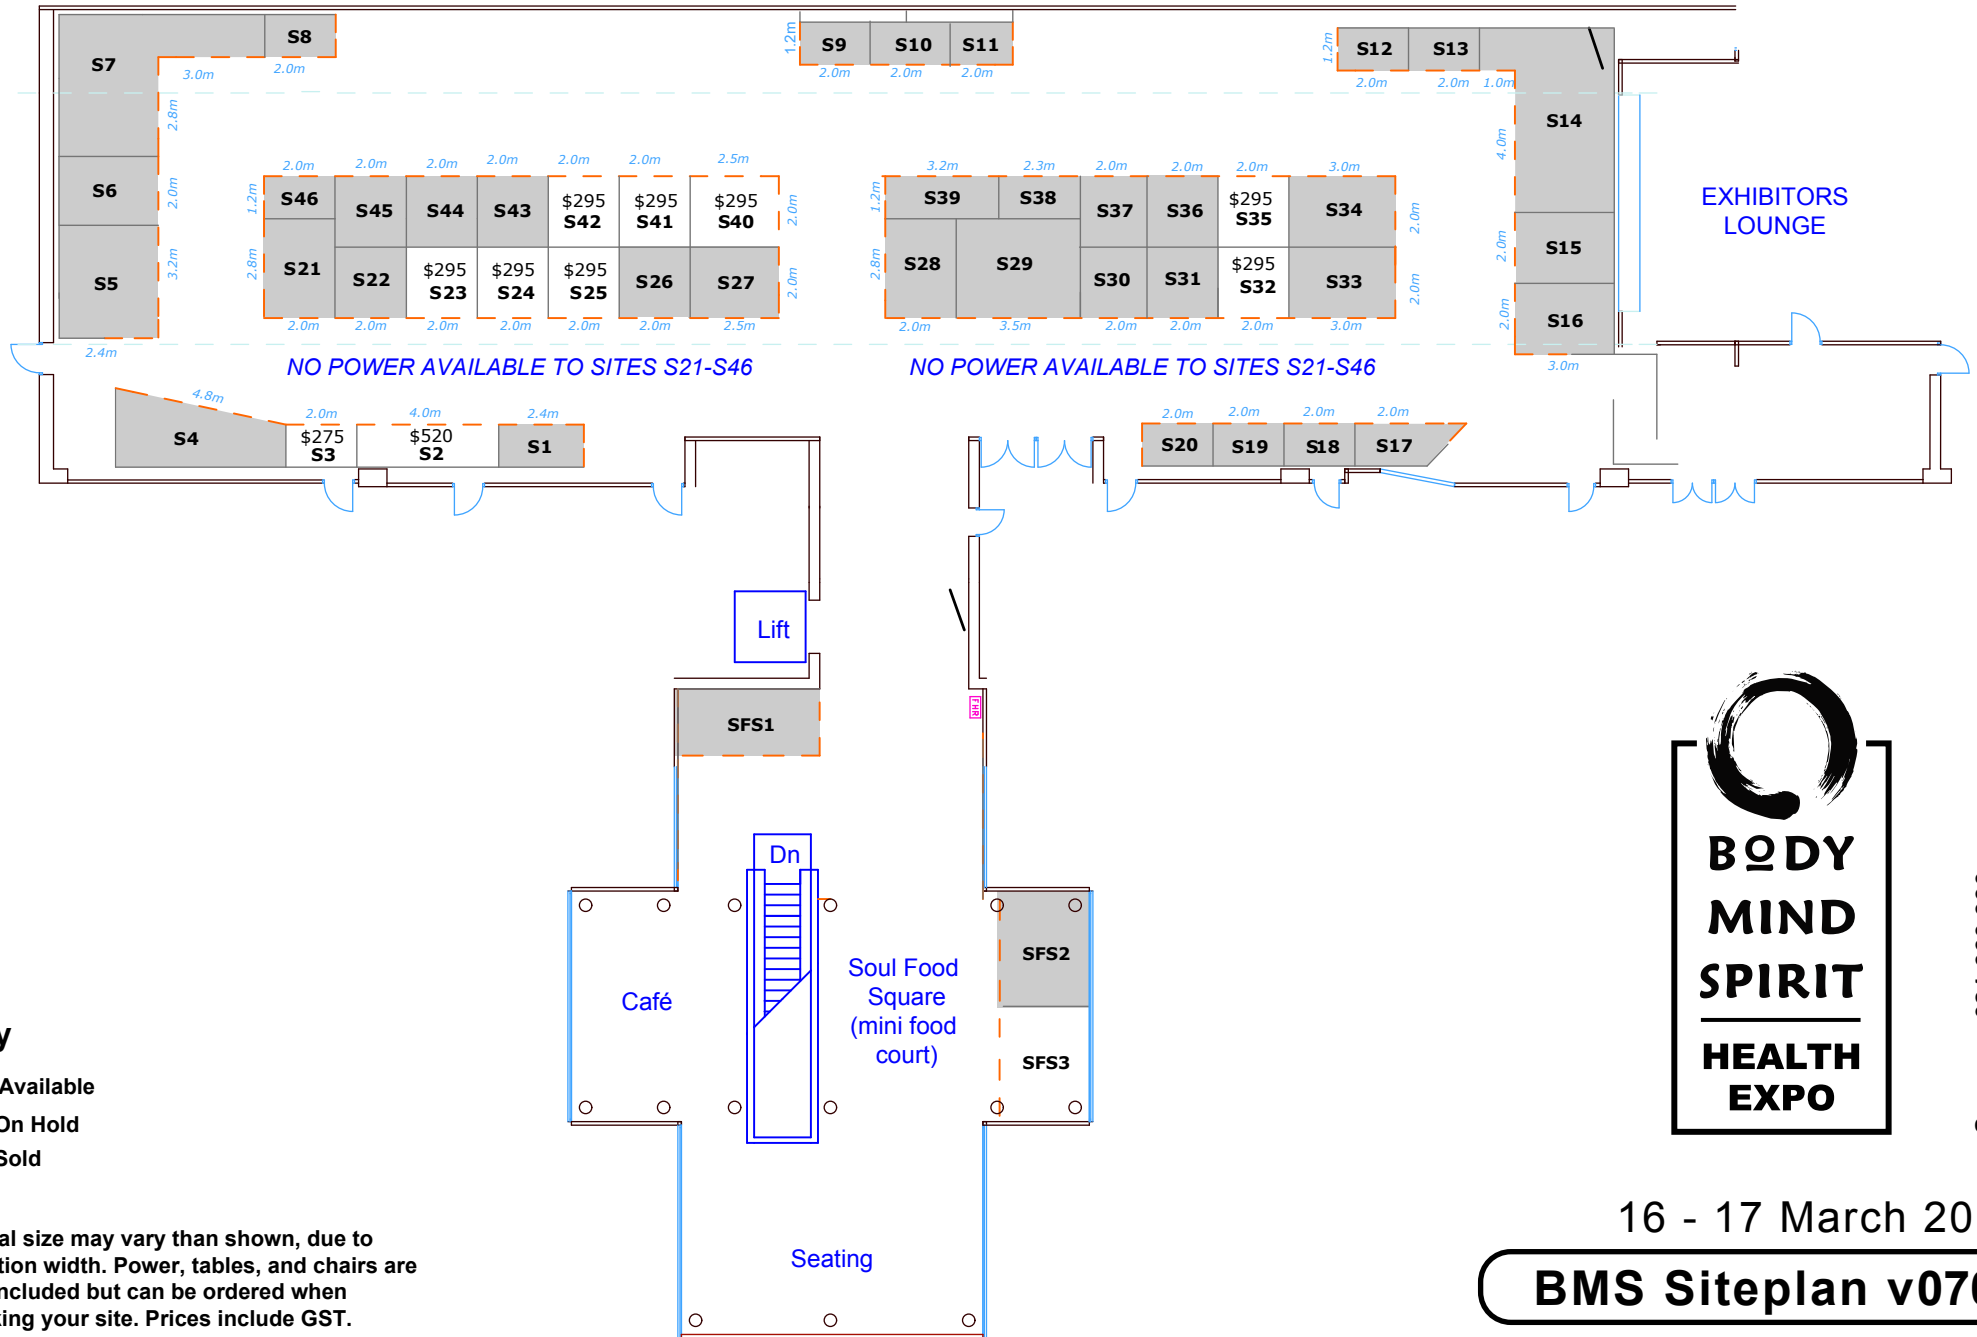 S7
S8
3.0m
2.0m
2.8m
S6
2.0m
S5
3.2m
2.4m
1.2m
S9
S10
S11
2.0m
2.0m
2.0m
1.2m
S12
S13
2.0m
2.0m
1.0m
S14
4.0m
S15
2.0m
S16
2.0m
3.0m
EXHIBITORS
LOUNGE
2.0m
2.0m
2.0m
2.0m
2.0m
2.0m
2.5m
1.2m
S46
S45
S44
S43
$295
S42
$295
S41
$295
S40
2.0m
2.8m
S21
S22
$295
S23
$295
S24
$295
S25
S26
S27
2.0m
2.0m
2.0m
2.0m
2.0m
2.0m
2.0m
2.5m
3.2m
2.3m
2.0m
2.0m
2.0m
3.0m
1.2m
S39
S38
S37
S36
$295
S35
S34
2.0m
2.8m
S28
S29
S30
S31
$295
S32
S33
2.0m
2.0m
3.5m
2.0m
2.0m
2.0m
3.0m
NO POWER AVAILABLE TO SITES S21-S46
NO POWER AVAILABLE TO SITES S21-S46
4.8m
2.0m
4.0m
2.4m
S4
$275
S3
$520
S2
S1
2.0m
2.0m
2.0m
2.0m
S20
S19
S18
S17
Lift
SFS1
FHR
Dn
Café
Soul Food
Square
(mini food
court)
SFS2
SFS3
Seating
BODY
MIND
SPIRIT
HEALTH
EXPO
y
Available
On Hold
Sold
al size may vary than shown, due to
tion width. Power, tables, and chairs are
included but can be ordered when
king your site. Prices include GST.
16 - 17 March 20
BMS Siteplan v07